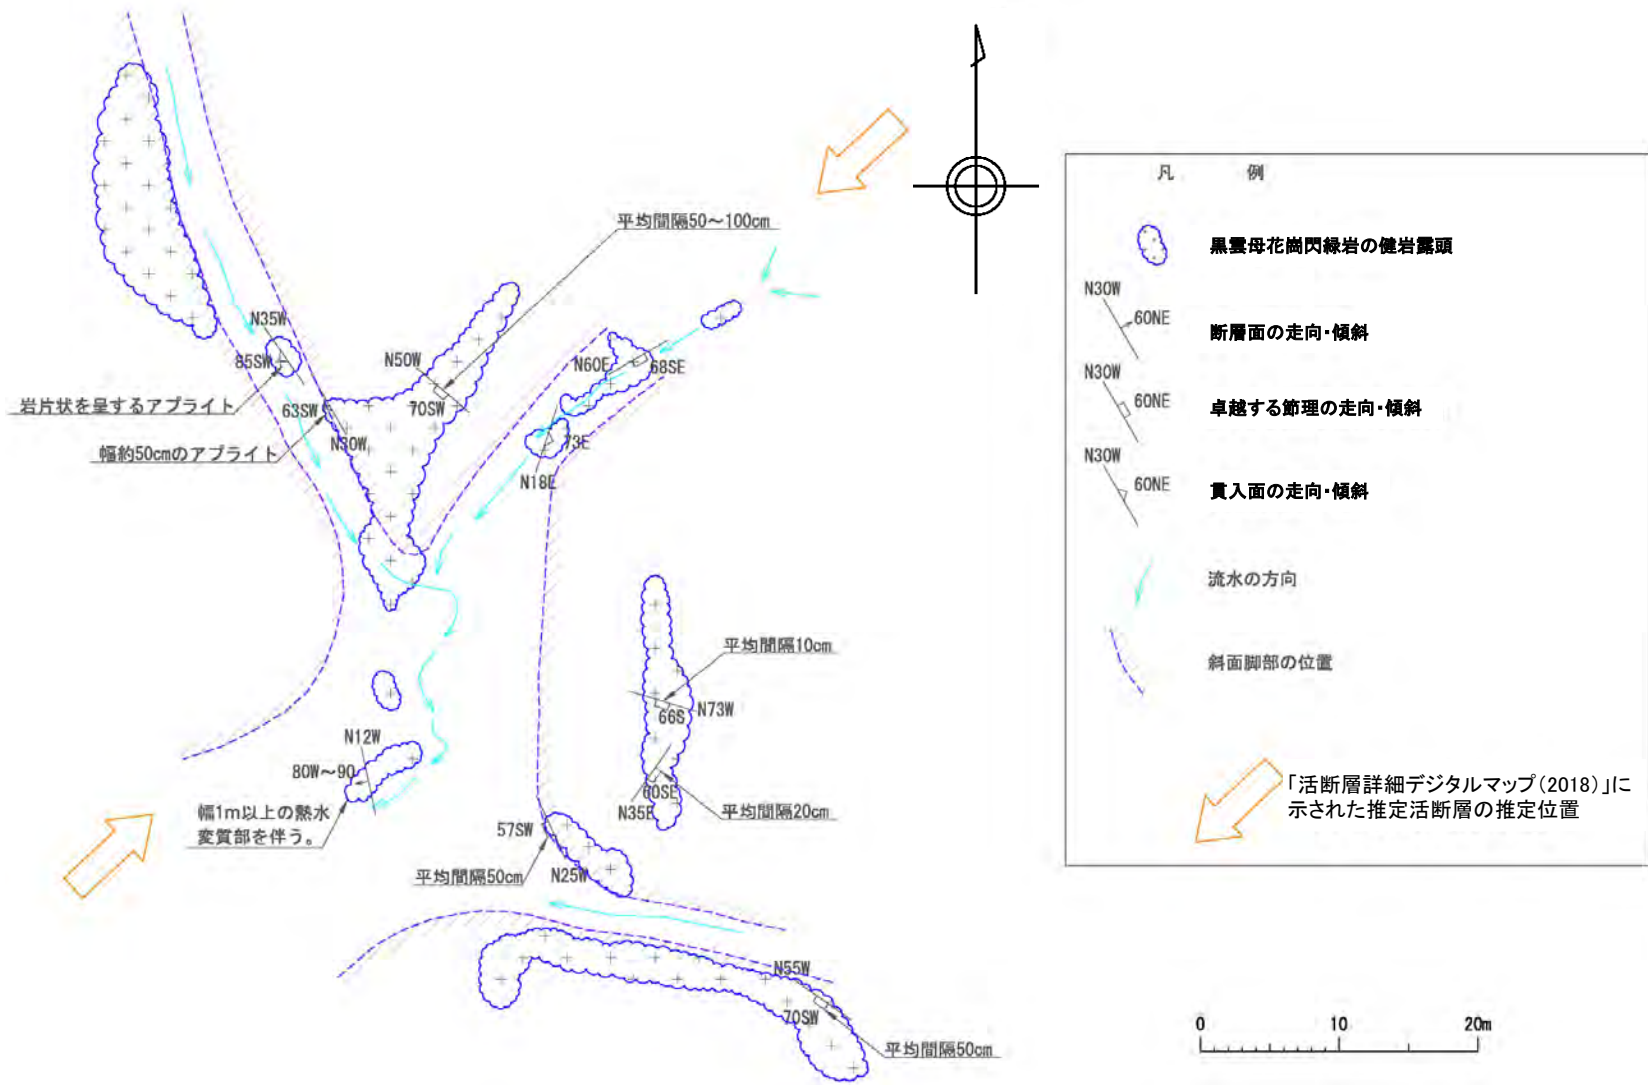 平均間隔50～100cm
N35W
85SW
岩片状を呈するアプライト
63SW
N30W
幅約50cmのアプライト
N50W
70SW
N60E
68SE
73E
N18E
平均間隔10cm
66S
N73W
60SE
N35E
平均間隔20cm
N12W
80W～90
幅1m以上の熱水
変質部を伴う。
57SW
N25W
平均間隔50cm
N55W
70SW
平均間隔50cm
凡 例
黒雲母花崗閃緑岩の健岩露頭
N30W
60NE
断層面の走向・傾斜
N30W
60NE
卓越する節理の走向・傾斜
N30W
60NE
貫入面の走向・傾斜
流水の方向
斜面脚部の位置
「活断層詳細デジタルマップ(2018)」に
示された推定活断層の推定位置
0 10 20m